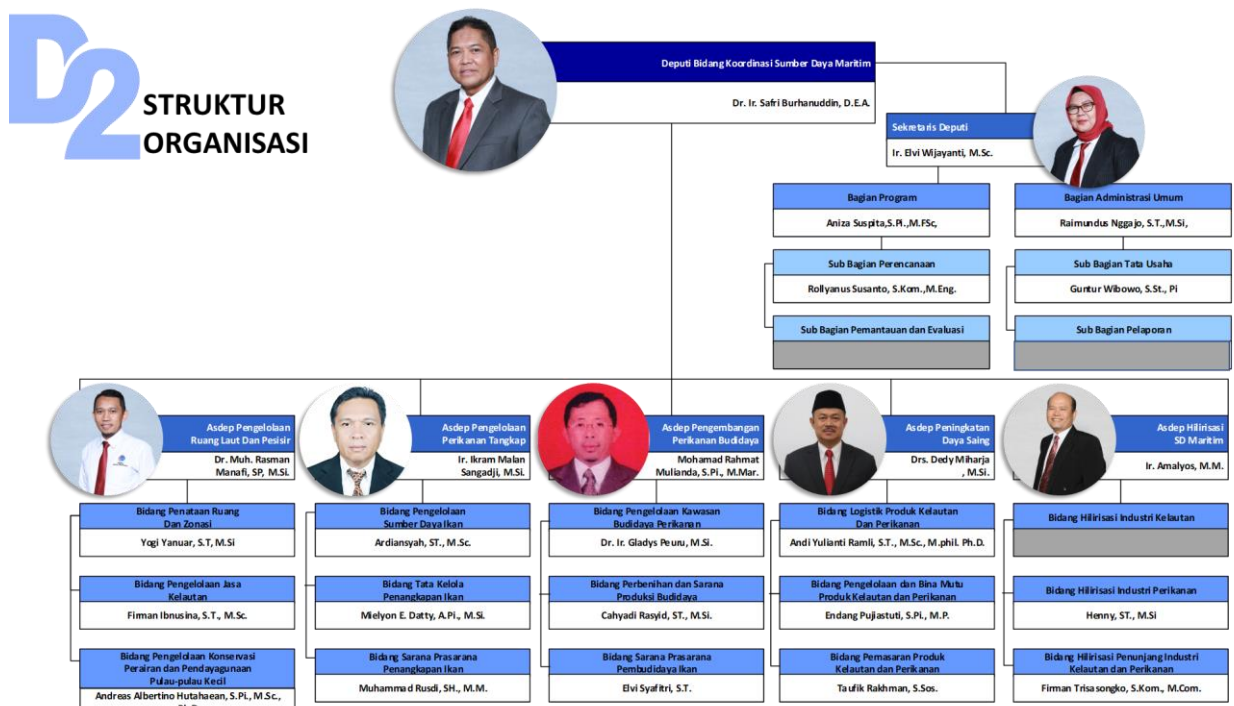 D2
STRUKTUR
ORGANISASI
Deputi Bidang Koordinasi Sumber Daya Maritim
Dr. Ir. Safri Burhanuddin, D.E.A.
Sekretaris Deputi
Ir. Elvi Wijayanti, M.Sc.
Bagian Program
Aniza Suspita,S.Pi.,M.FSc,
Bagian Administrasi Umum
Raimundus Nggajo, S.T.,M.Si,
Sub Bagian Perencanaan
Rollyanus Susanto, S.Kom.,M.Eng.
Sub Bagian Tata Usaha
Guntur Wibowo, S.St., Pi
Sub Bagian Pemantauan dan Evaluasi
Sub Bagian Pelaporan
Asdep Pengelolaan
Ruang Laut Dan Pesisir
Dr. Muh. Rasman
Manafi, SP, M.Si.
Asdep Pengelolaan
Perikanan Tangkap
Ir. Ikram Malan
Sangadji, M.Si.
Asdep Pengembangan
Perikanan Budidaya
Mohamad Rahmat
Mulianda, S.Pi., M.Mar.
Asdep Peningkatan
Daya Saing
Drs. Dedy Miharja
, M.Si.
Asdep Hilirisasi
SD Maritim
Ir. Amalyos, M.M.
Bidang Penataan Ruang
Dan Zonasi
Yogi Yanuar, S.T, M.Si
Bidang Pengelolaan
Sumber Daya Ikan
Ardiansyah, ST., M.Sc.
Bidang Pengelolaan Kawasan
Budidaya Perikanan
Dr. Ir. Gladys Peuru, M.Si.
Bidang Logistik Produk Kelautan
Dan Perikanan
Andi Yulianti Ramli, S.T., M.Sc., M.phil. Ph.D.
Bidang Hilirisasi Industri Kelautan
Bidang Pengelolaan Jasa
Kelautan
Firman Ibnusina, S.T., M.Sc.
Bidang Tata Kelola
Penangkapan Ikan
Mielyon E. Datty, A.Pi., M.Si.
Bidang Perbenihan dan Sarana
Produksi Budidaya
Cahyadi Rasyid, ST., M.Si.
Bidang Pengelolaan dan Bina Mutu
Produk Kelautan dan Perikanan
Endang Pujiastuti, S.Pi., M.P.
Bidang Hilirisasi Industri Perikanan
Henny, ST., M.Si
Bidang Pengelolaan Konservasi
Perairan dan Pendayagunaan
Pulau-pulau Kecil
Andreas Albertino Hutahaean, S.Pi., M.Sc.,
Bidang Sarana Prasarana
Penangkapan Ikan
Muhammad Rusdi, SH., M.M.
Bidang Sarana Prasarana
Pembudidaya Ikan
Elvi Syafitri, S.T.
Bidang Pemasaran Produk
Kelautan dan Perikanan
Taufik Rakhman, S.Sos.
Bidang Hilirisasi Penunjang Industri
Kelautan dan Perikanan
Firman Trisasongko, S.Kom., M.Com.